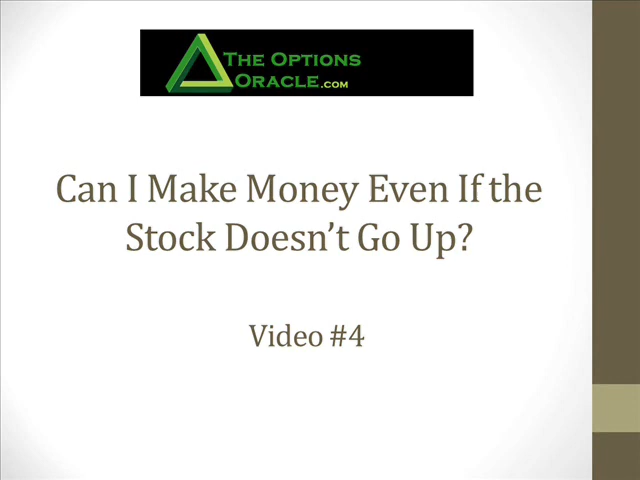 The Options
Oracle.com
Can I Make Money Even If the
Stock Doesn’t Go Up?
Video #4